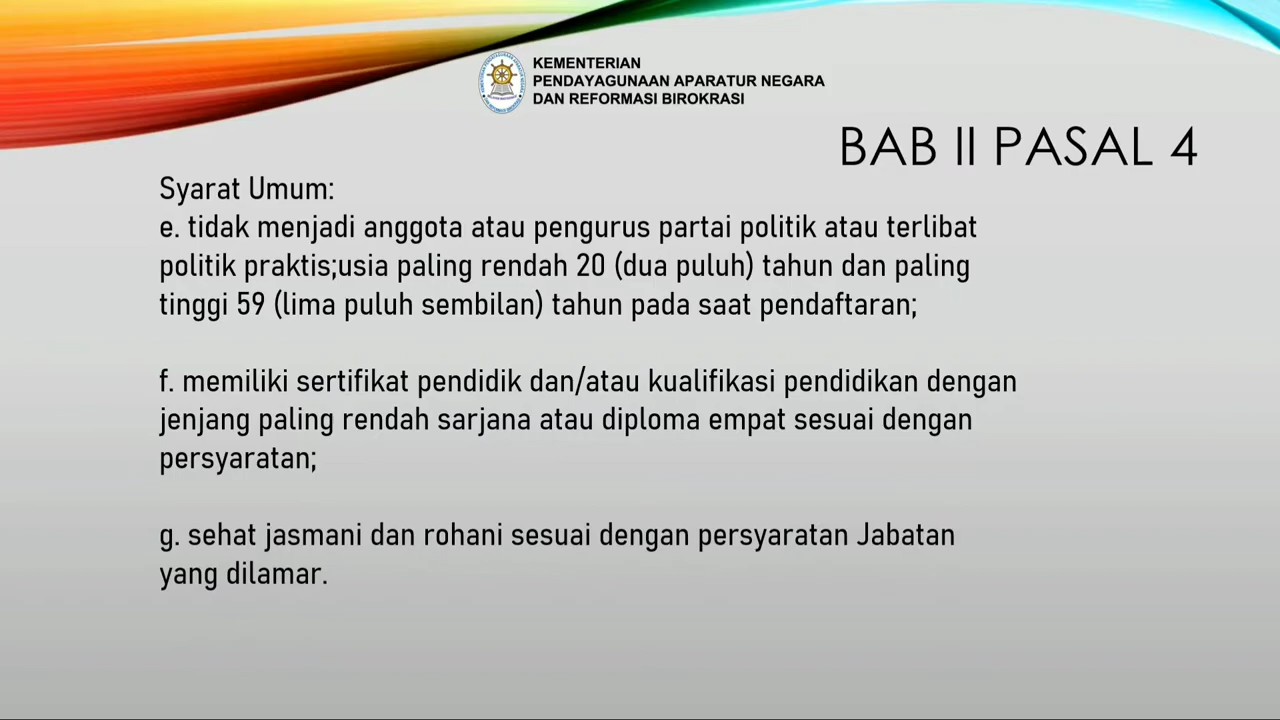 KEMENTERIAN
PENDAYAGUNAAN APARATUR NEGARA
DAN REFORMASI BIROKRASI
BAB II PASAL 4
Syarat Umum:
e. tidak menjadi anggota atau pengurus partai politik atau terlibat
politik praktis;usia paling rendah 20 (dua puluh) tahun dan paling
tinggi 59 (lima puluh sembilan) tahun pada saat pendaftaran;
f. memiliki sertifikat pendidik dan/atau kualifikasi pendidikan dengan
jenjang paling rendah sarjana atau diploma empat sesuai dengan
persyaratan;
g. sehat jasmani dan rohani sesuai dengan persyaratan Jabatan
yang dilamar.